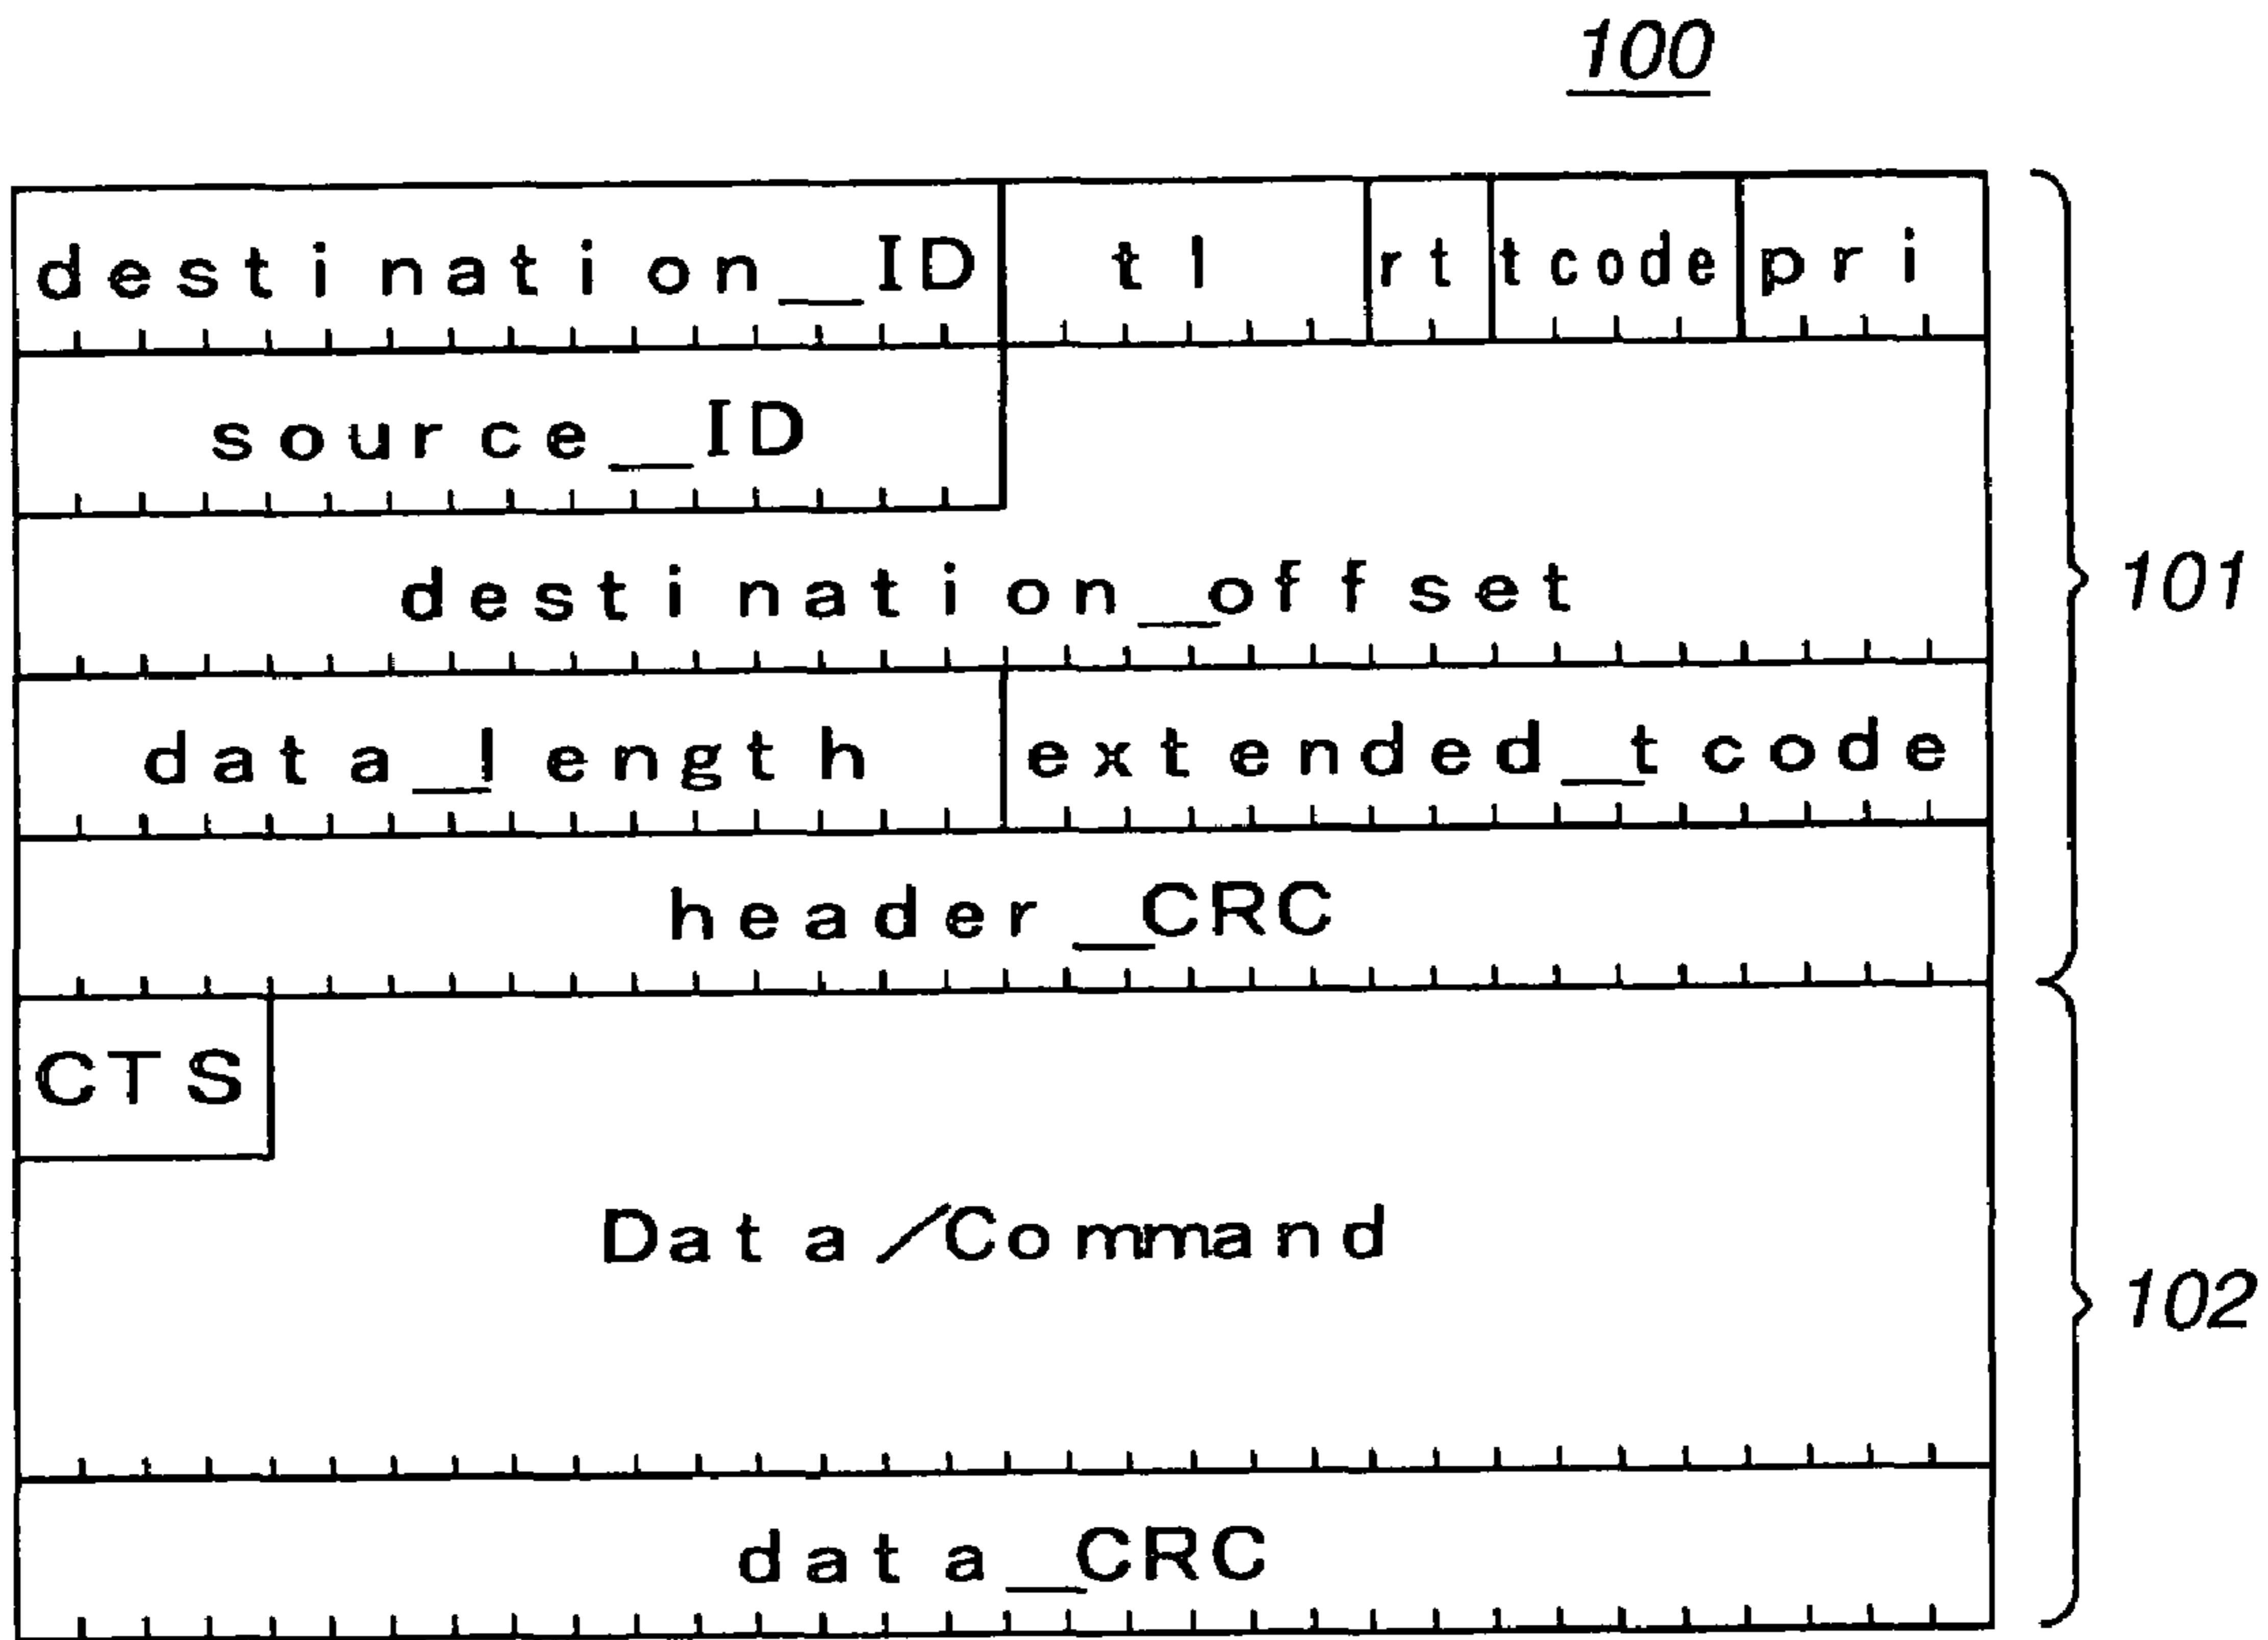 100
destination_ID tl rt tcode pri
source_ID
destination_offset
101
data_length extended_tcode
header_CRC
CTS
Data/Command
102
data_CRC